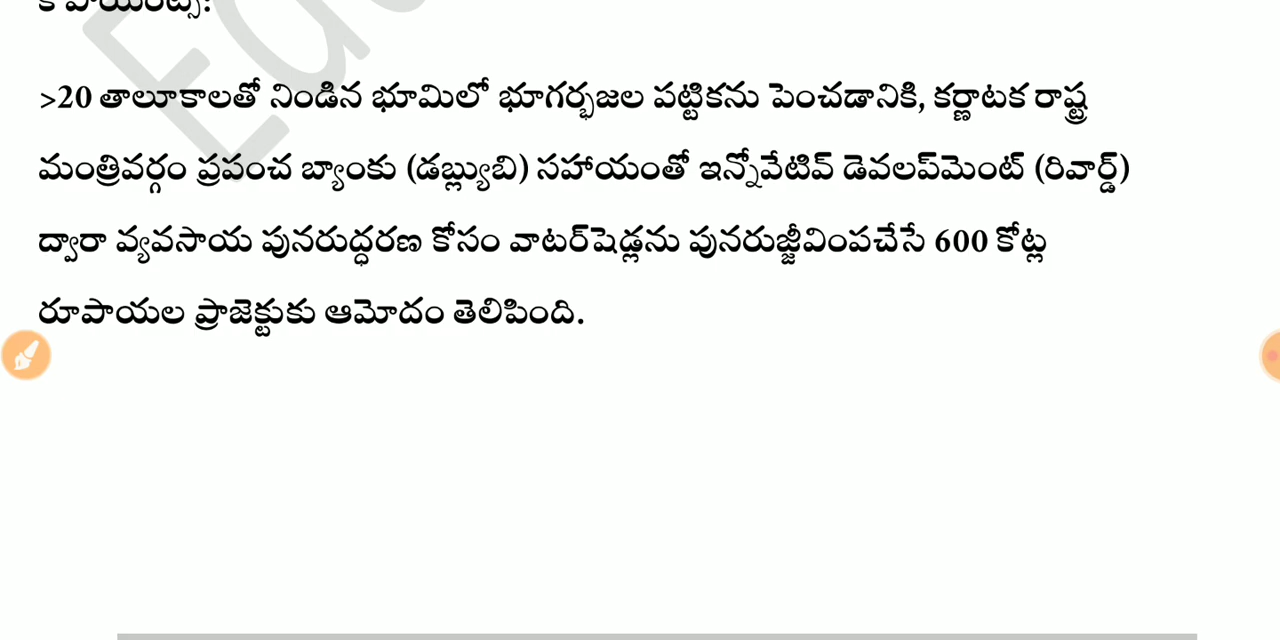 >20 తాలూకాలతో నిండిన భూమిలో భూగర్భజల పట్టికను పెంచడానికి, కర్ణాటక రాష్ట్ర
మంత్రివర్గం ప్రపంచ బ్యాంకు (డబ్ల్యుబి) సహాయంతో ఇన్నోవేటివ్ డెవలప్‌మెంట్ (రివార్డ్)
ద్వారా వ్యవసాయ పునరుద్ధరణ కోసం వాటర్‌షెడ్లను పునరుజ్జీవింపచేసే 600 కోట్ల
రూపాయల ప్రాజెక్టుకు ఆమోదం తెలిపింది.